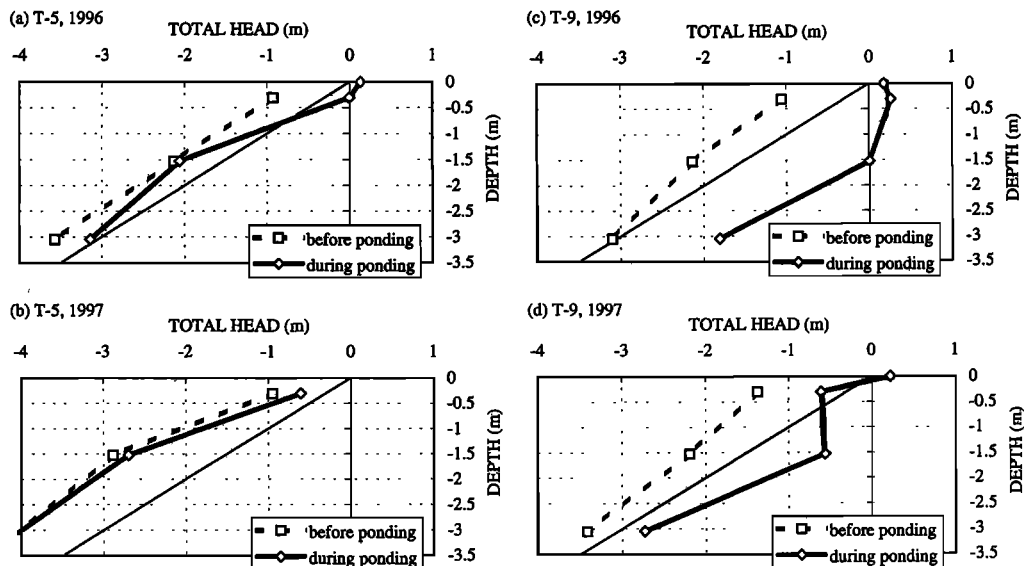 (a) T-5, 1996
TOTAL HEAD (m)
-4 -3 -2 -1 0 1
0
-0.5
-1
-1.5
-2
-2.5
-3
-3.5
DEPTH (m)
before ponding
during ponding
(c) T-9, 1996
TOTAL HEAD (m)
-4 -3 -2 -1 0 1
0
-0.5
-1
-1.5
-2
-2.5
-3
-3.5
DEPTH (m)
before ponding
during ponding
(b) T-5, 1997
TOTAL HEAD (m)
-4 -3 -2 -1 0 1
0
-0.5
-1
-1.5
-2
-2.5
-3
-3.5
DEPTH (m)
before ponding
during ponding
(d) T-9, 1997
TOTAL HEAD (m)
-4 -3 -2 -1 0 1
0
-0.5
-1
-1.5
-2
-2.5
-3
-3.5
DEPTH (m)
before ponding
during ponding